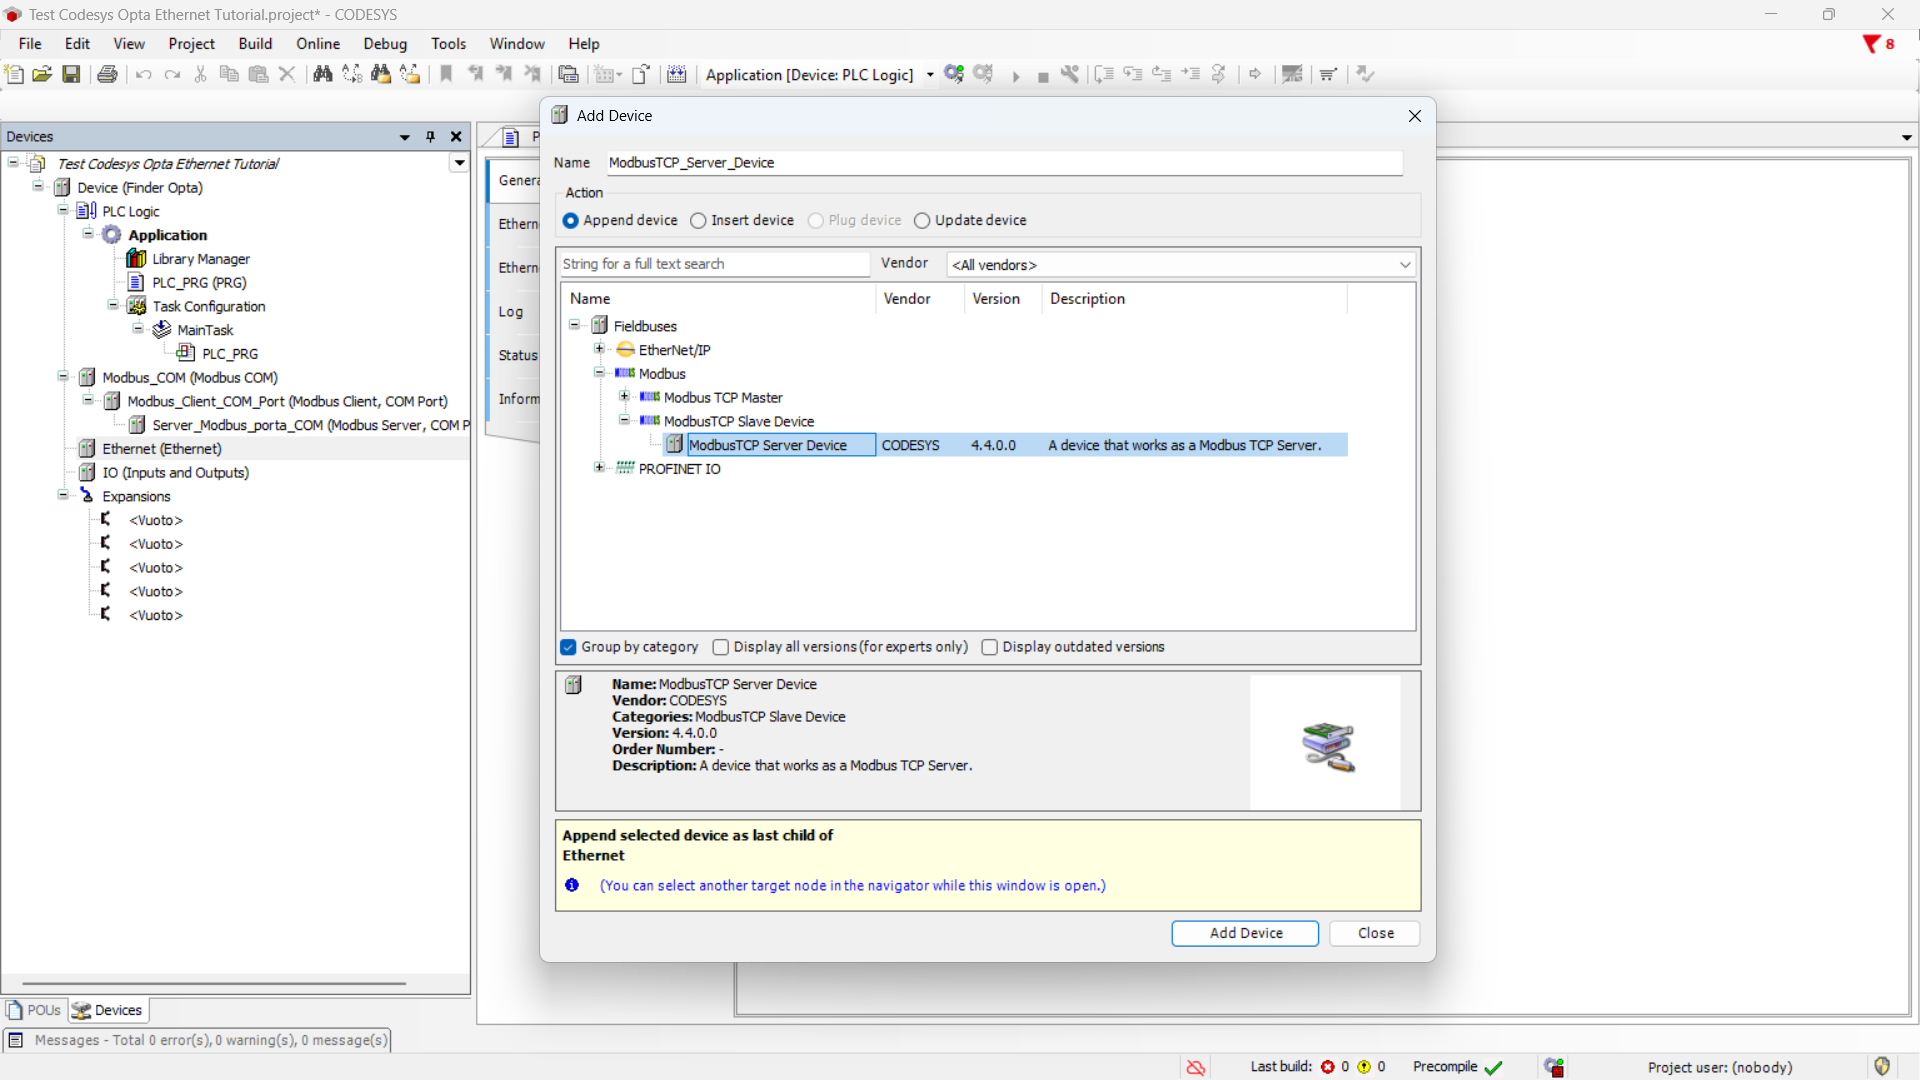 Test Codesys Opta Ethernet Tutorial.project* - CODESYS
File Edit View Project Build Online Debug Tools Window Help
8
Application [Device: PLC Logic]
Devices
Test Codesys Opta Ethernet Tutorial
Device (Finder Opta)
PLC Logic
Application
Library Manager
PLC_PRG (PRG)
Task Configuration
MainTask
PLC_PRG
Modbus_COM (Modbus COM)
Modbus_Client_COM_Port (Modbus Client, COM Port)
Server_Modbus_porta_COM (Modbus Server, COM P
Ethernet (Ethernet)
IO (Inputs and Outputs)
Expansions
<Vuoto>
<Vuoto>
<Vuoto>
<Vuoto>
<Vuoto>
POUs Devices
Messages - Total 0 error(s), 0 warning(s), 0 message(s)
P
Genera
Ethern
Ethern
Log
Status
Inform
Add Device
Name ModbusTCP_Server_Device
Action
Append device Insert device Plug device Update device
String for a full text search Vendor <All vendors>
Name Vendor Version Description
Fieldbuses
EtherNet/IP
Modbus
Modbus TCP Master
ModbusTCP Slave Device
ModbusTCP Server Device CODESYS 4.4.0.0 A device that works as a Modbus TCP Server.
PROFINET IO
Group by category Display all versions (for experts only) Display outdated versions
Name: ModbusTCP Server Device
Vendor: CODESYS
Categories: ModbusTCP Slave Device
Version: 4.4.0.0
Order Number: -
Description: A device that works as a Modbus TCP Server.
Append selected device as last child of
Ethernet
(You can select another target node in the navigator while this window is open.)
Add Device Close
Last build: 0 0 Precompile Project user: (nobody)